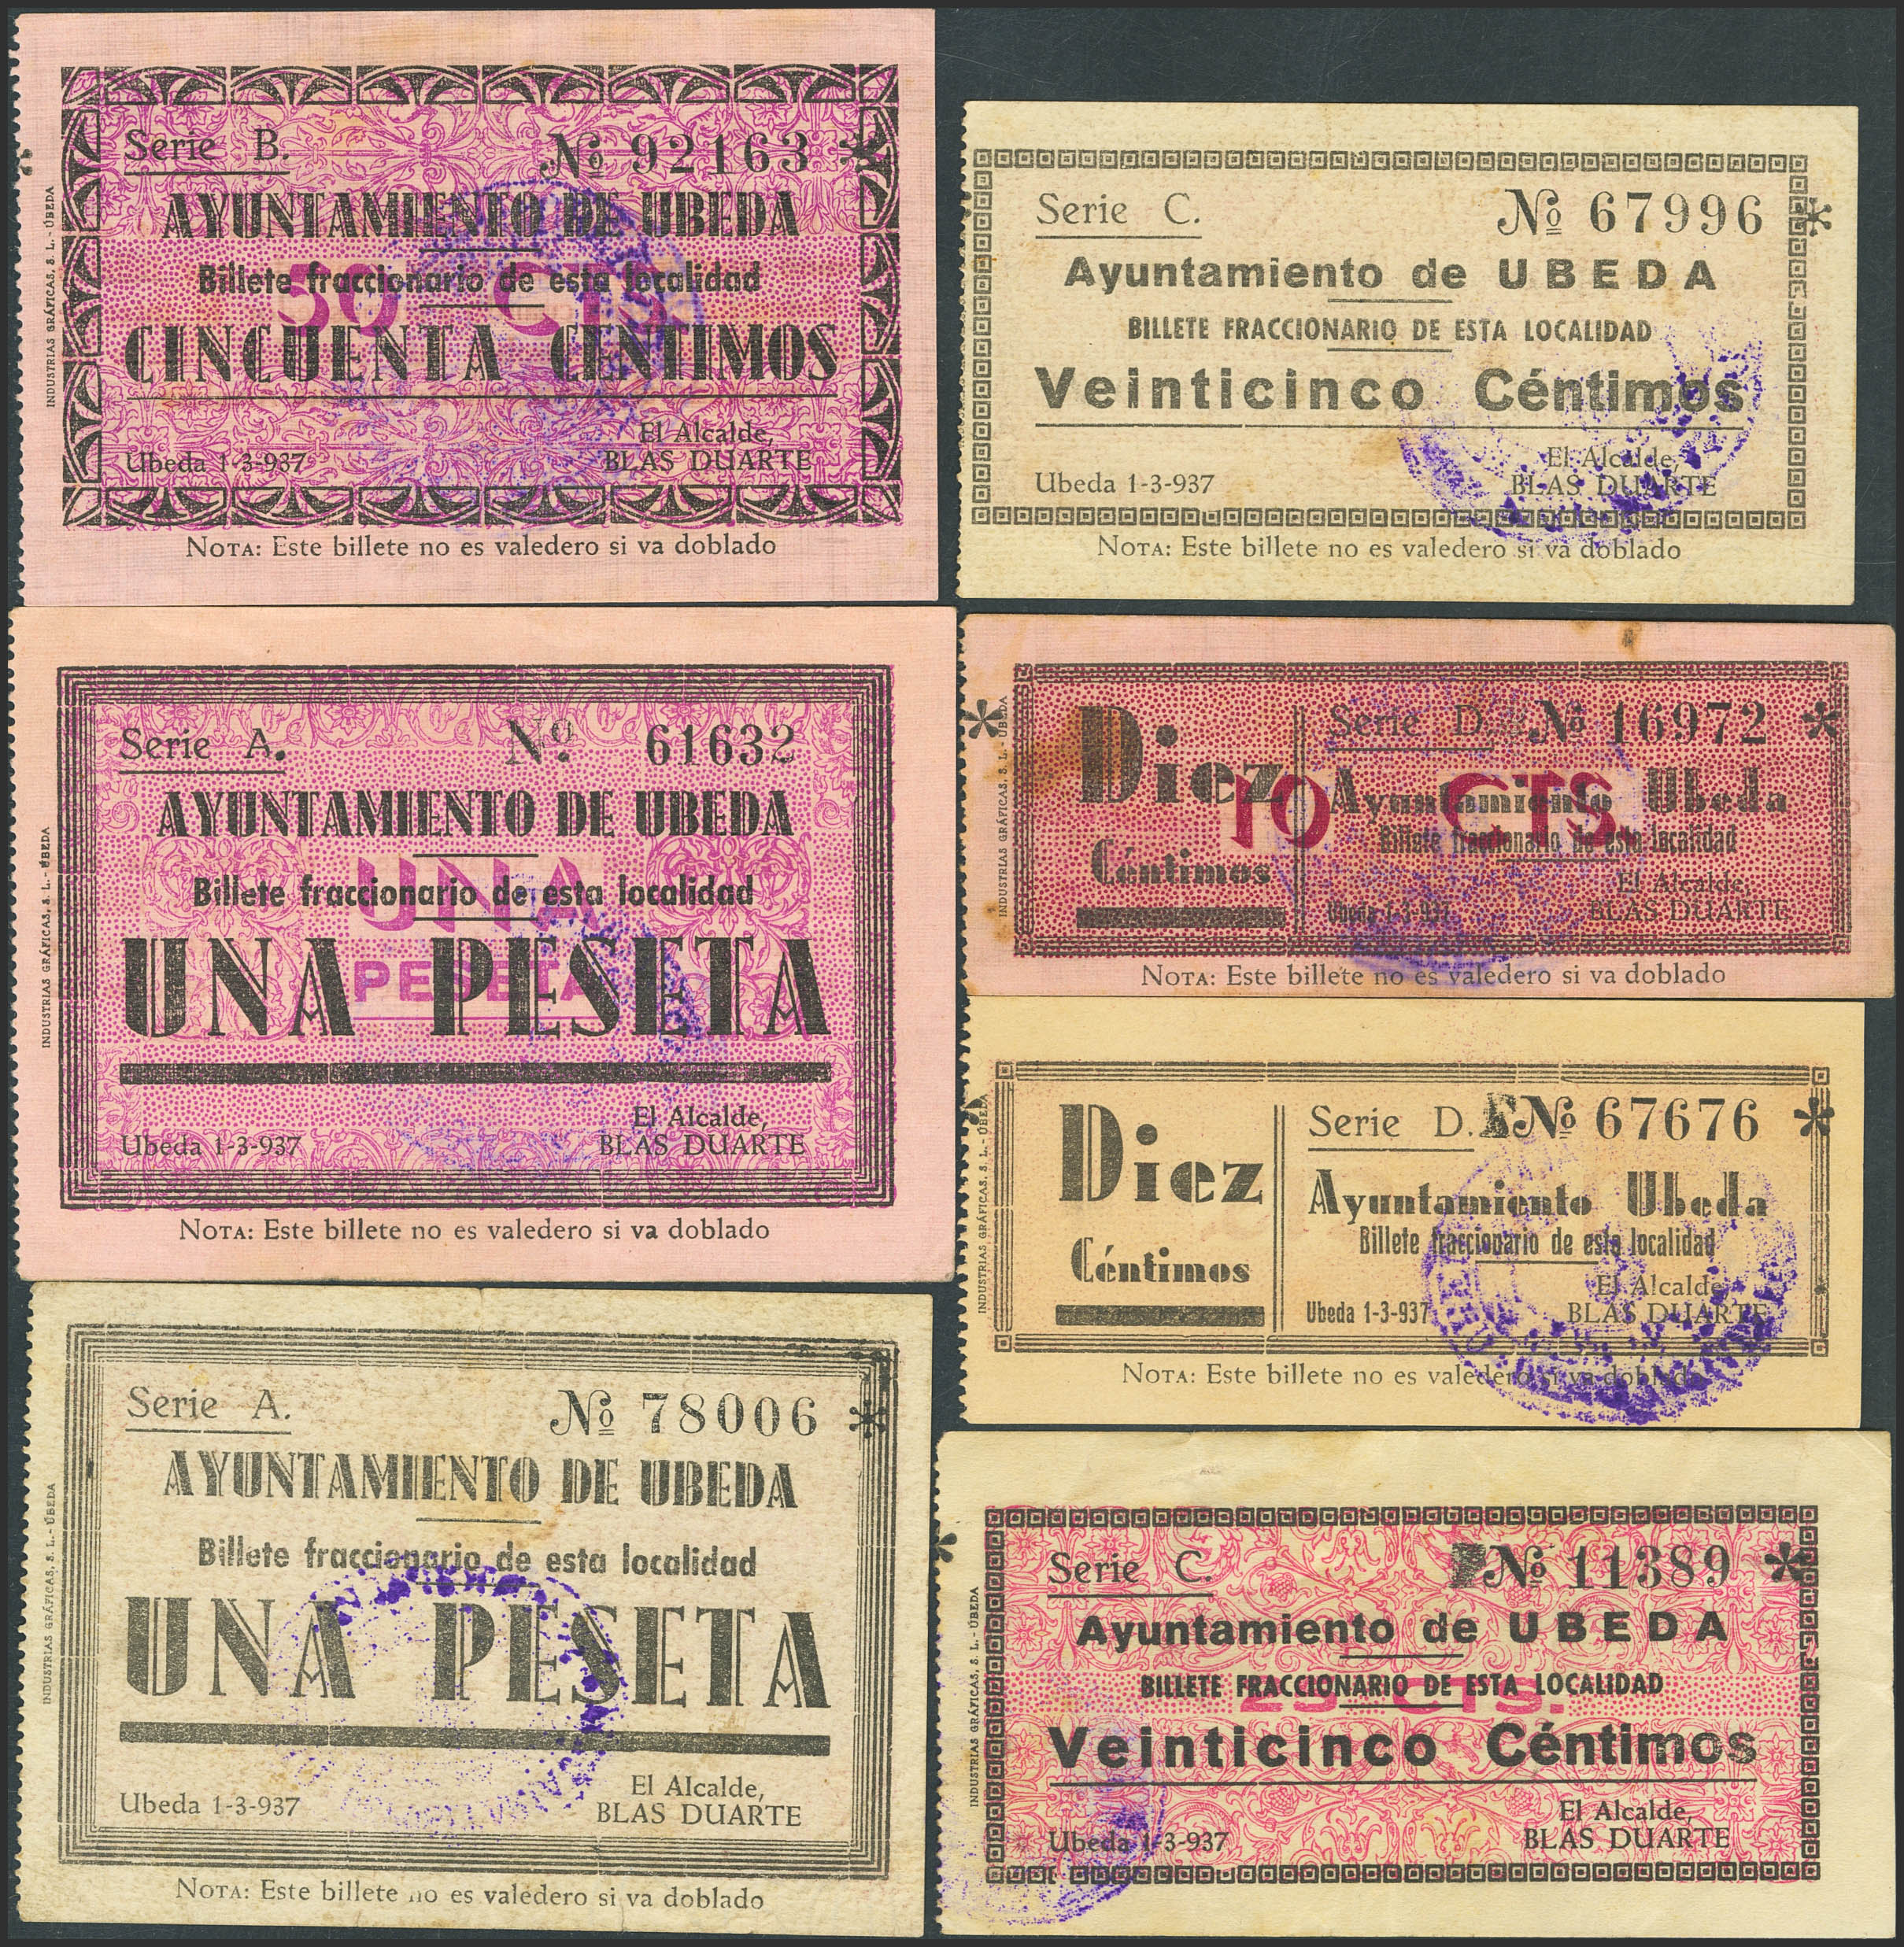 Serie B.
Nº 92163 *
AYUNTAMIENTO DE UBEDA
Billete fraccionario de esta localidad
50 CTS
CINCUENTA CENTIMOS
El Alcalde,
Ubeda 1-3-937
BLAS DUARTE
NOTA: Este billete no es valedero si va doblado
INDUSTRIAS GRÁFICAS, S. L. - ÚBEDA
Serie C.
Nº 67996 *
Ayuntamiento de UBEDA
BILLETE FRACCIONARIO DE ESTA LOCALIDAD
Veinticinco Céntimos
El Alcalde,
Ubeda 1-3-937
BLAS DUARTE
NOTA: Este billete no es valedero si va doblado
Serie A.
Nº 61632
AYUNTAMIENTO DE UBEDA
UNA
Billete fraccionario de esta localidad
UNA PESETA
PESETA
El Alcalde,
Ubeda 1-3-937
BLAS DUARTE
NOTA: Este billete no es valedero si va doblado
INDUSTRIAS GRÁFICAS, S. L. - ÚBEDA
* Diez
Céntimos
Serie D. Nº 16972 *
10 CTS
Ayuntamiento Ubeda
Billete fraccionario de esta localidad
El Alcalde,
Ubeda 1-3-937
BLAS DUARTE
NOTA: Este billete no es valedero si va doblado
INDUSTRIAS GRÁFICAS, S. L. UBEDA
Diez
Céntimos
Serie D. Nº 67676 *
Ayuntamiento Ubeda
Billete fraccionario de esta localidad
El Alcalde,
Ubeda 1-3-937
BLAS DUARTE
NOTA: Este billete no es valedero si va doblado
INDUSTRIAS GRÁFICAS, S. L. - ÚBEDA
Serie A.
Nº 78006 *
AYUNTAMIENTO DE UBEDA
Billete fraccionario de esta localidad
UNA PESETA
El Alcalde,
Ubeda 1-3-937
BLAS DUARTE
NOTA: Este billete no es valedero si va doblado
INDUSTRIAS GRÁFICAS, S. L. - ÚBEDA
Serie C.
Nº 11389 *
Ayuntamiento de UBEDA
BILLETE FRACCIONARIO DE ESTA LOCALIDAD
25 CTS.
Veinticinco Céntimos
El Alcalde,
Ubeda 1-3-937
BLAS DUARTE
INDUSTRIAS GRÁFICAS, S. L. - ÚBEDA